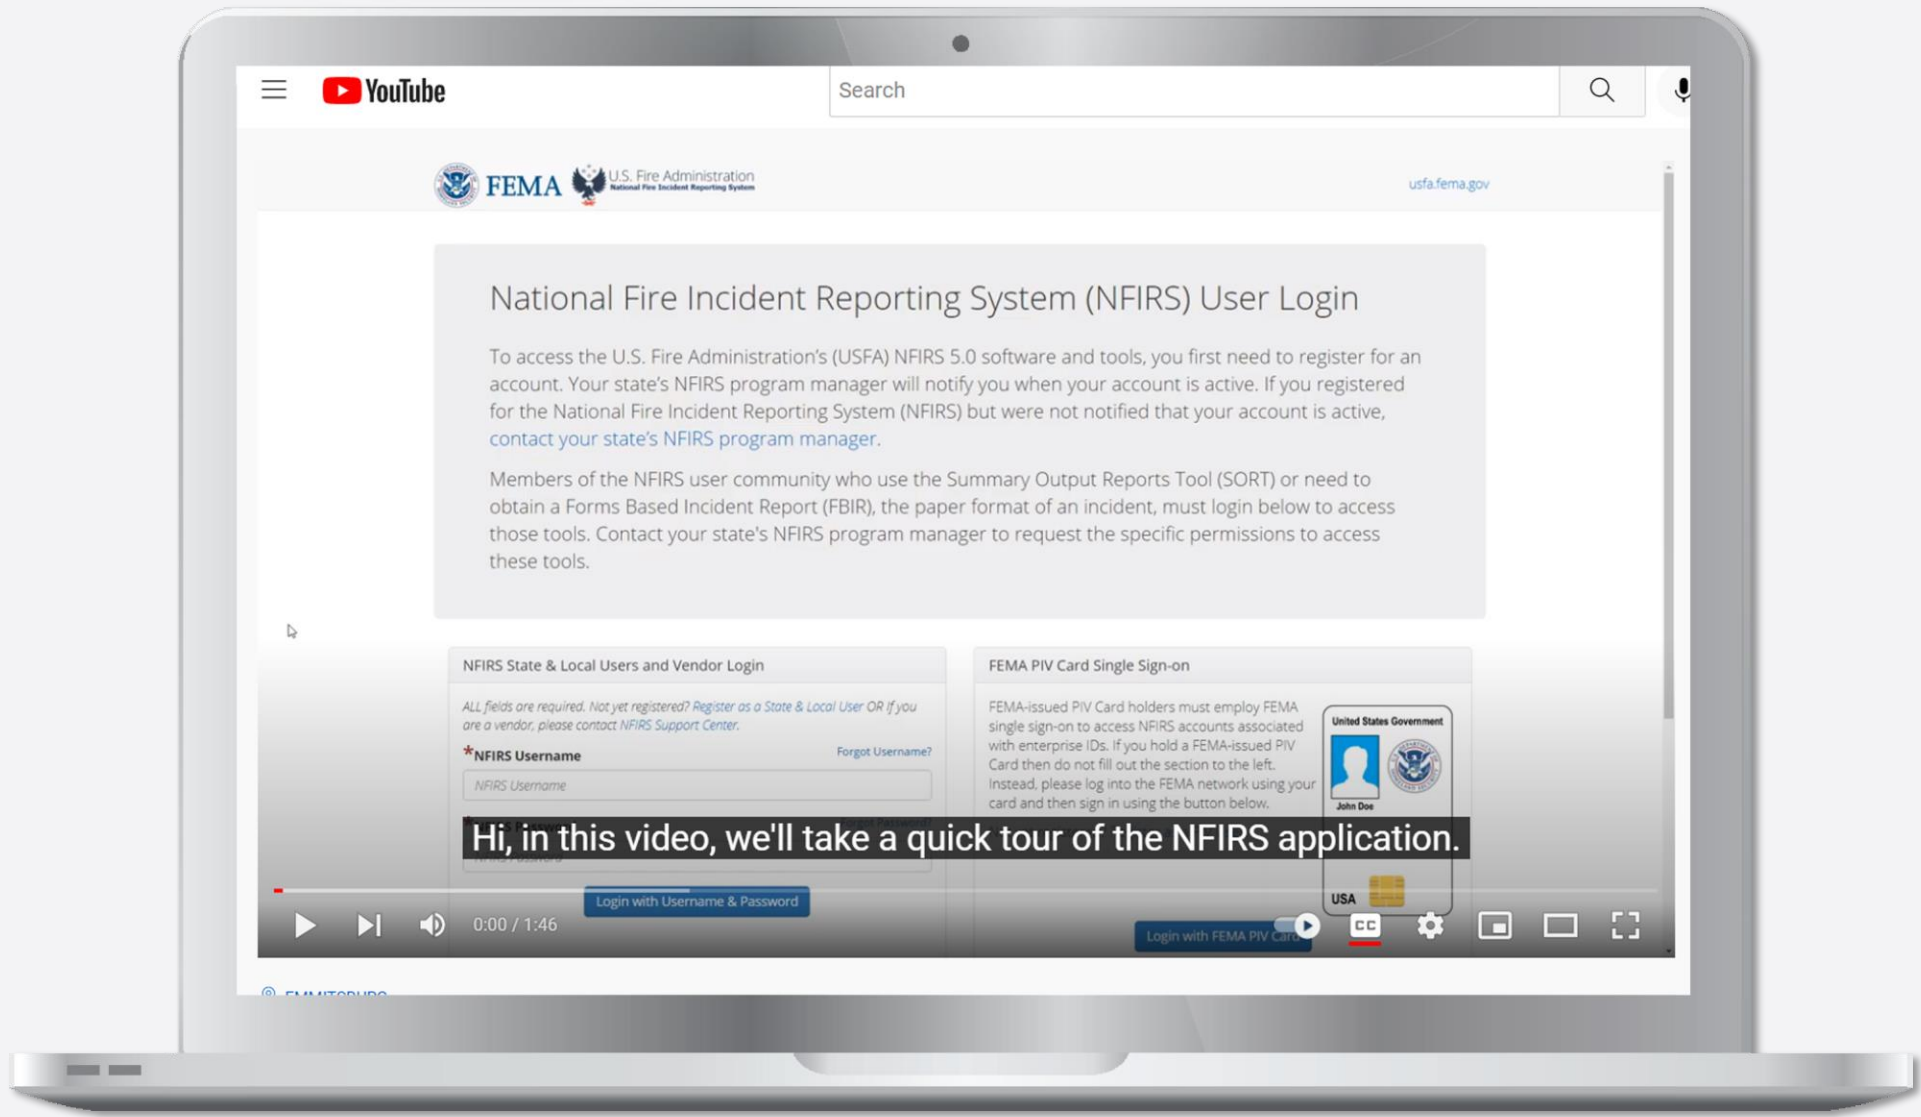 YouTube
Search
FEMA
U.S. Fire Administration
National Fire Incident Reporting System
usfa.fema.gov
National Fire Incident Reporting System (NFIRS) User Login
To access the U.S. Fire Administration's (USFA) NFIRS 5.0 software and tools, you first need to register for an
account. Your state's NFIRS program manager will notify you when your account is active. If you registered
for the National Fire Incident Reporting System (NFIRS) but were not notified that your account is active,
contact your state's NFIRS program manager.
Members of the NFIRS user community who use the Summary Output Reports Tool (SORT) or need to
obtain a Forms Based Incident Report (FBIR), the paper format of an incident, must login below to access
those tools. Contact your state's NFIRS program manager to request the specific permissions to access
these tools.
NFIRS State & Local Users and Vendor Login
ALL fields are required. Not yet registered? Register as a State & Local User OR if you
are a vendor, please contact NFIRS Support Center.
*NFIRS Username
Forgot Username?
NFIRS Username
Forgot Password?
Login with Username & Password
FEMA PIV Card Single Sign-on
FEMA-issued PIV Card holders must employ FEMA
single sign-on to access NFIRS accounts associated
with enterprise IDs. If you hold a FEMA-issued PIV
Card then do not fill out the section to the left.
Instead, please log into the FEMA network using your
card and then sign in using the button below.
United States Government
John Doe
USA
Login with FEMA PIV Card
Hi, in this video, we'll take a quick tour of the NFIRS application.
0:00 / 1:46
CC
EMMITSBURG